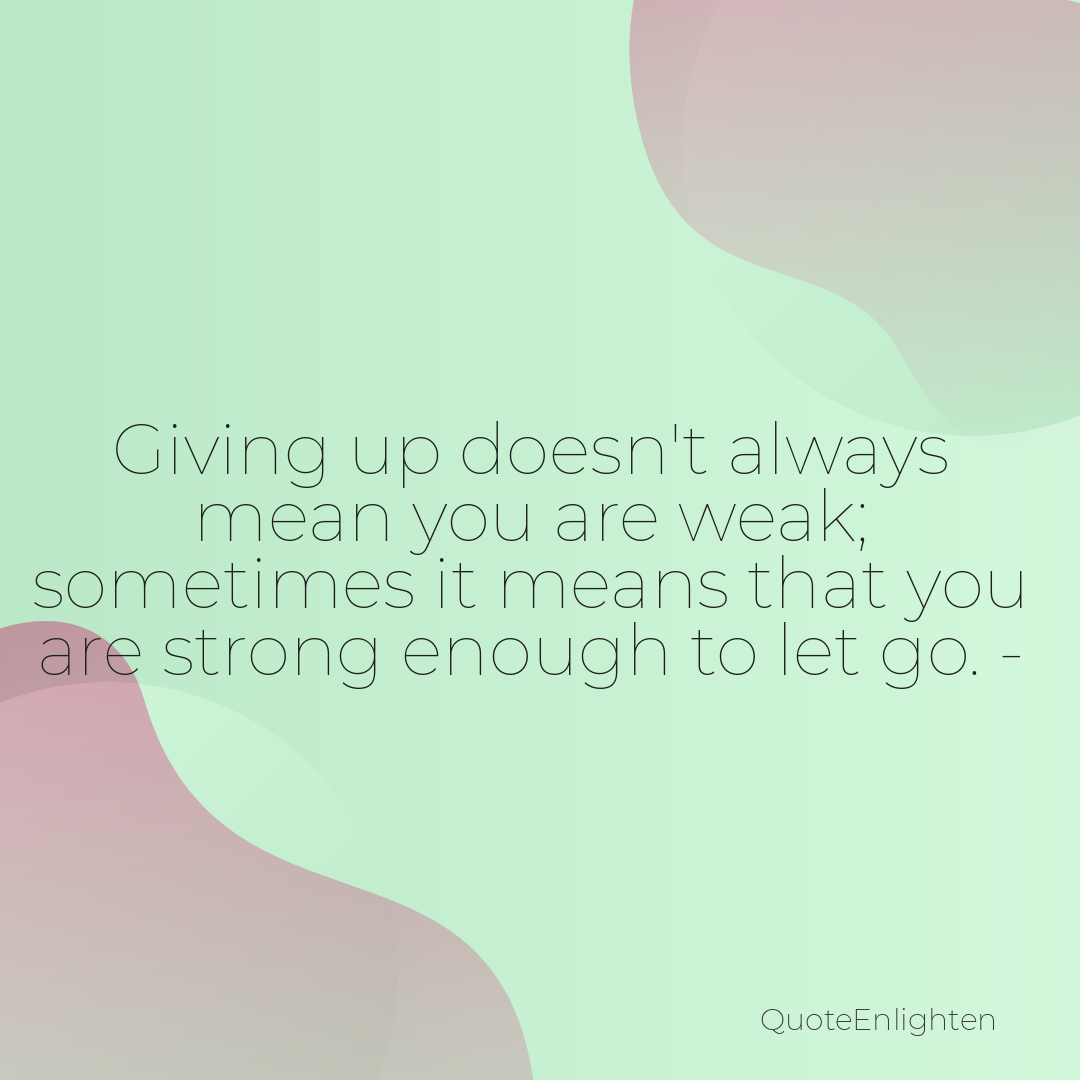 Giving up doesn't always
mean you are weak;
sometimes it means that you
are strong enough to let go. -
QuoteEnlighten